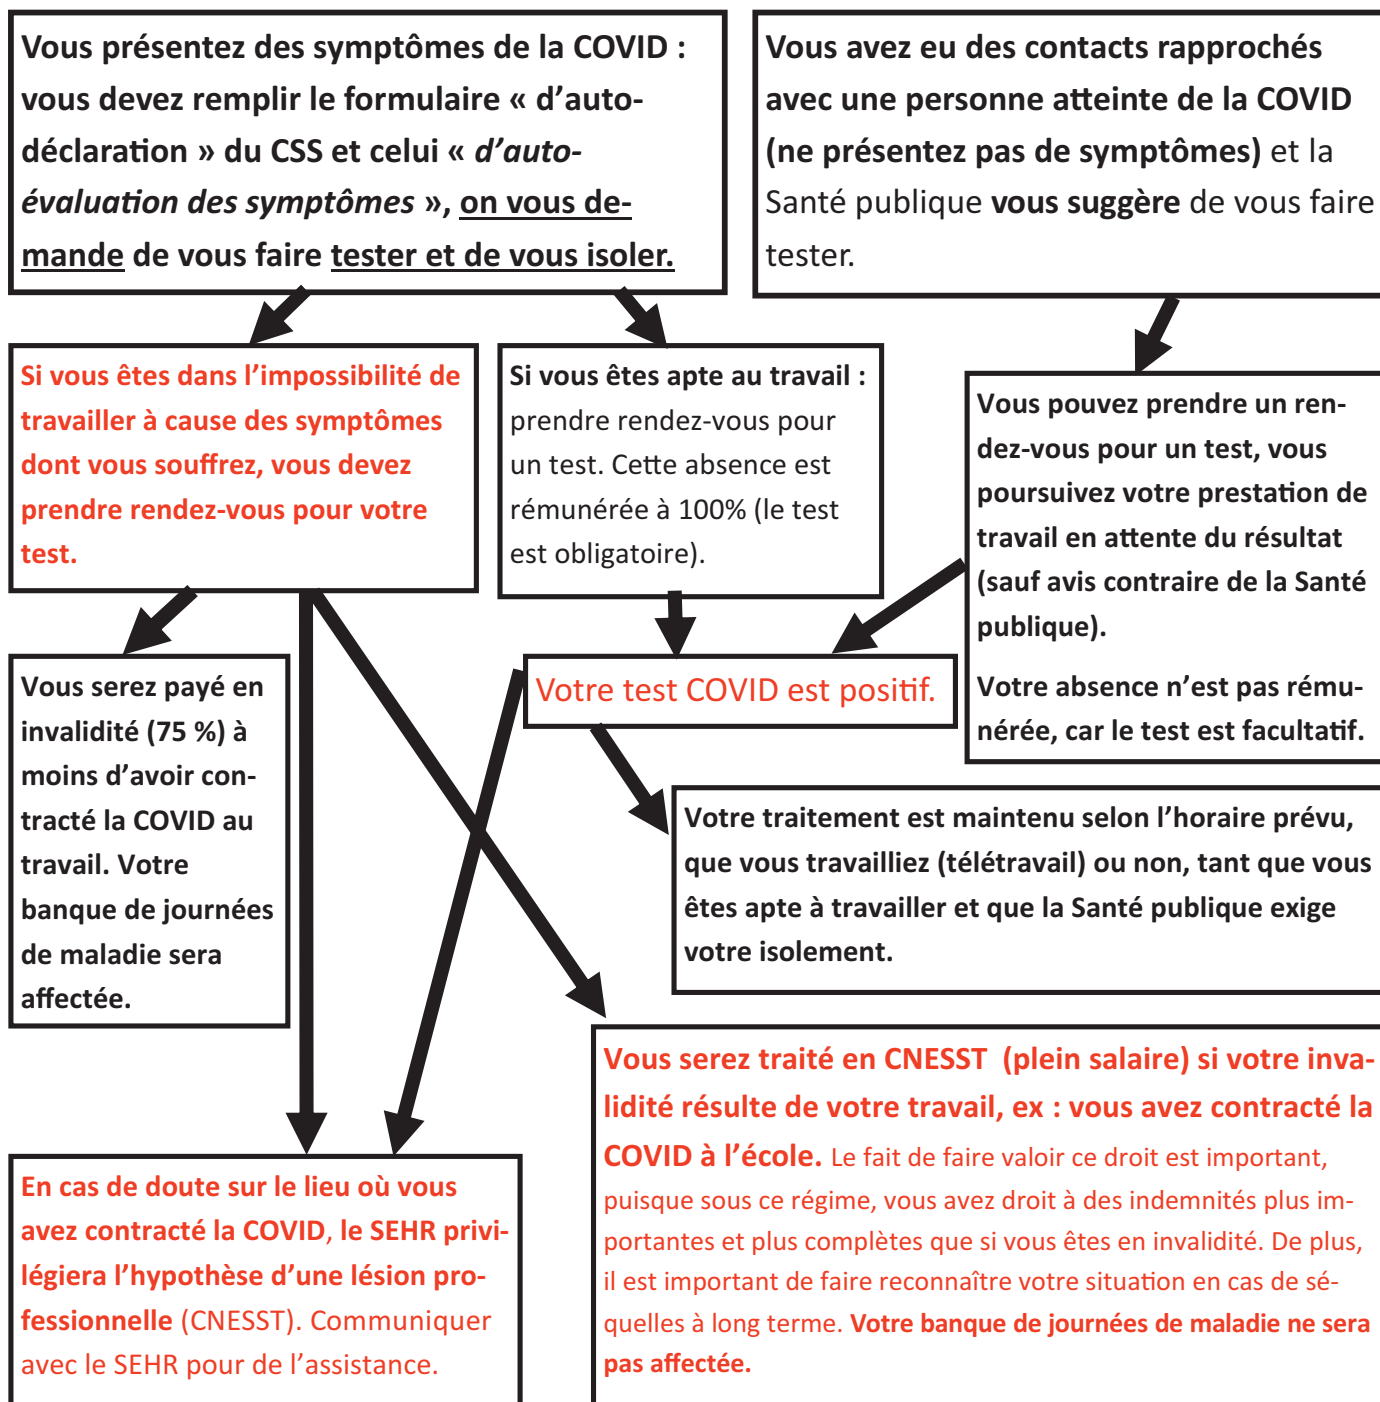 Vous présentez des symptômes de la COVID :
vous devez remplir le formulaire « d’auto-
déclaration » du CSS et celui « d’auto-
évaluation des symptômes », on vous de-
mande de vous faire tester et de vous isoler.
Vous avez eu des contacts rapprochés
avec une personne atteinte de la COVID
(ne présentez pas de symptômes) et la
Santé publique vous suggère de vous faire
tester.
Si vous êtes dans l’impossibilité de
travailler à cause des symptômes
dont vous souffrez, vous devez
prendre rendez-vous pour votre
test.
Si vous êtes apte au travail :
prendre rendez-vous pour
un test. Cette absence est
rémunérée à 100% (le test
est obligatoire).
Vous pouvez prendre un ren-
dez-vous pour un test, vous
poursuivez votre prestation de
travail en attente du résultat
(sauf avis contraire de la Santé
publique).
Votre absence n’est pas rému-
nérée, car le test est facultatif.
Vous serez payé en
invalidité (75 %) à
moins d’avoir con-
tracté la COVID au
travail. Votre
banque de journées
de maladie sera
affectée.
Votre test COVID est positif.
Votre traitement est maintenu selon l’horaire prévu,
que vous travailliez (télétravail) ou non, tant que vous
êtes apte à travailler et que la Santé publique exige
votre isolement.
En cas de doute sur le lieu où vous
avez contracté la COVID, le SEHR privi-
légiera l’hypothèse d’une lésion pro-
fessionnelle (CNESST). Communiquer
avec le SEHR pour de l’assistance.
Vous serez traité en CNESST (plein salaire) si votre inva-
lidité résulte de votre travail, ex : vous avez contracté la
COVID à l’école. Le fait de faire valoir ce droit est important,
puisque sous ce régime, vous avez droit à des indemnités plus im-
portantes et plus complètes que si vous êtes en invalidité. De plus,
il est important de faire reconnaître votre situation en cas de sé-
quelles à long terme. Votre banque de journées de maladie ne sera
pas affectée.